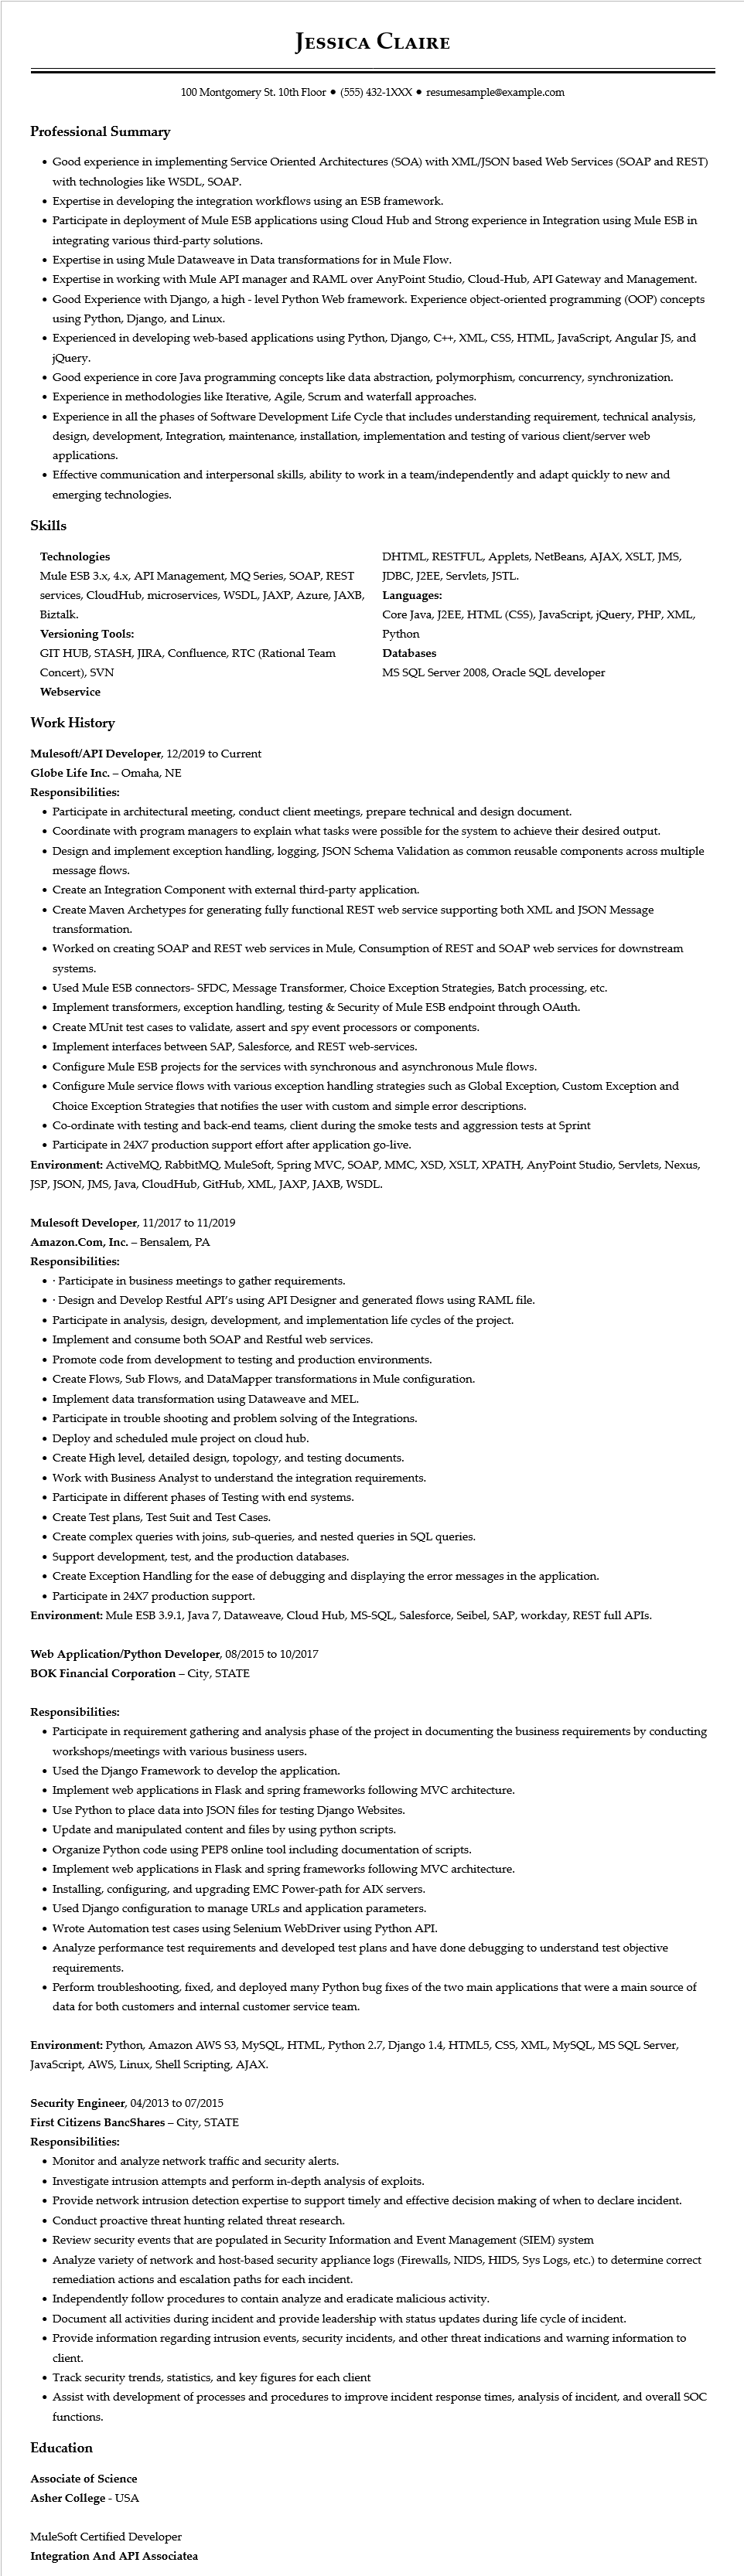 Jessica Claire
100 Montgomery St. 10th Floor ● (555) 432-1XXX ● resumesample@example.com
Professional Summary
• Good experience in implementing Service Oriented Architectures (SOA) with XML/JSON based Web Services (SOAP and REST)
with technologies like WSDL, SOAP.
• Expertise in developing the integration workflows using an ESB framework.
• Participate in deployment of Mule ESB applications using Cloud Hub and Strong experience in Integration using Mule ESB in
integrating various third-party solutions.
• Expertise in using Mule Dataweave in Data transformations for in Mule Flow.
• Expertise in working with Mule API manager and RAML over AnyPoint Studio, Cloud-Hub, API Gateway and Management.
• Good Experience with Django, a high - level Python Web framework. Experience object-oriented programming (OOP) concepts
using Python, Django, and Linux.
• Experienced in developing web-based applications using Python, Django, C++, XML, CSS, HTML, JavaScript, Angular JS, and
jQuery.
• Good experience in core Java programming concepts like data abstraction, polymorphism, concurrency, synchronization.
• Experience in methodologies like Iterative, Agile, Scrum and waterfall approaches.
• Experience in all the phases of Software Development Life Cycle that includes understanding requirement, technical analysis,
design, development, Integration, maintenance, installation, implementation and testing of various client/server web
applications.
• Effective communication and interpersonal skills, ability to work in a team/independently and adapt quickly to new and
emerging technologies.
Skills
Technologies
Mule ESB 3.x, 4.x, API Management, MQ Series, SOAP, REST
services, CloudHub, microservices, WSDL, JAXP, Azure, JAXB,
Biztalk.
Versioning Tools:
GIT HUB, STASH, JIRA, Confluence, RTC (Rational Team
Concert), SVN
Webservice
DHTML, RESTFUL, Applets, NetBeans, AJAX, XSLT, JMS,
JDBC, J2EE, Servlets, JSTL.
Languages:
Core Java, J2EE, HTML (CSS), JavaScript, jQuery, PHP, XML,
Python
Databases
MS SQL Server 2008, Oracle SQL developer
Work History
Mulesoft/API Developer, 12/2019 to Current
Globe Life Inc. – Omaha, NE
Responsibilities:
• Participate in architectural meeting, conduct client meetings, prepare technical and design document.
• Coordinate with program managers to explain what tasks were possible for the system to achieve their desired output.
• Design and implement exception handling, logging, JSON Schema Validation as common reusable components across multiple
message flows.
• Create an Integration Component with external third-party application.
• Create Maven Archetypes for generating fully functional REST web service supporting both XML and JSON Message
transformation.
• Worked on creating SOAP and REST web services in Mule, Consumption of REST and SOAP web services for downstream
systems.
• Used Mule ESB connectors- SFDC, Message Transformer, Choice Exception Strategies, Batch processing, etc.
• Implement transformers, exception handling, testing & Security of Mule ESB endpoint through OAuth.
• Create MUnit test cases to validate, assert and spy event processors or components.
• Implement interfaces between SAP, Salesforce, and REST web-services.
• Configure Mule ESB projects for the services with synchronous and asynchronous Mule flows.
• Configure Mule service flows with various exception handling strategies such as Global Exception, Custom Exception and
Choice Exception Strategies that notifies the user with custom and simple error descriptions.
• Co-ordinate with testing and back-end teams, client during the smoke tests and aggression tests at Sprint
• Participate in 24X7 production support effort after application go-live.
Environment: ActiveMQ, RabbitMQ, MuleSoft, Spring MVC, SOAP, MMC, XSD, XSLT, XPATH, AnyPoint Studio, Servlets, Nexus,
JSP, JSON, JMS, Java, CloudHub, GitHub, XML, JAXP, JAXB, WSDL.
Mulesoft Developer, 11/2017 to 11/2019
Amazon.Com, Inc. – Bensalem, PA
Responsibilities:
• · Participate in business meetings to gather requirements.
• · Design and Develop Restful API's using API Designer and generated flows using RAML file.
• Participate in analysis, design, development, and implementation life cycles of the project.
• Implement and consume both SOAP and Restful web services.
• Promote code from development to testing and production environments.
• Create Flows, Sub Flows, and DataMapper transformations in Mule configuration.
• Implement data transformation using Dataweave and MEL.
• Participate in trouble shooting and problem solving of the Integrations.
• Deploy and scheduled mule project on cloud hub.
• Create High level, detailed design, topology, and testing documents.
• Work with Business Analyst to understand the integration requirements.
• Participate in different phases of Testing with end systems.
• Create Test plans, Test Suit and Test Cases.
• Create complex queries with joins, sub-queries, and nested queries in SQL queries.
• Support development, test, and the production databases.
• Create Exception Handling for the ease of debugging and displaying the error messages in the application.
• Participate in 24X7 production support.
Environment: Mule ESB 3.9.1, Java 7, Dataweave, Cloud Hub, MS-SQL, Salesforce, Seibel, SAP, workday, REST full APIs.
Web Application/Python Developer, 08/2015 to 10/2017
BOK Financial Corporation – City, STATE
Responsibilities:
• Participate in requirement gathering and analysis phase of the project in documenting the business requirements by conducting
workshops/meetings with various business users.
• Used the Django Framework to develop the application.
• Implement web applications in Flask and spring frameworks following MVC architecture.
• Use Python to place data into JSON files for testing Django Websites.
• Update and manipulated content and files by using python scripts.
• Organize Python code using PEP8 online tool including documentation of scripts.
• Implement web applications in Flask and spring frameworks following MVC architecture.
• Installing, configuring, and upgrading EMC Power-path for AIX servers.
• Used Django configuration to manage URLs and application parameters.
• Wrote Automation test cases using Selenium WebDriver using Python API.
• Analyze performance test requirements and developed test plans and have done debugging to understand test objective
requirements.
• Perform troubleshooting, fixed, and deployed many Python bug fixes of the two main applications that were a main source of
data for both customers and internal customer service team.
Environment: Python, Amazon AWS S3, MySQL, HTML, Python 2.7, Django 1.4, HTML5, CSS, XML, MySQL, MS SQL Server,
JavaScript, AWS, Linux, Shell Scripting, AJAX.
Security Engineer, 04/2013 to 07/2015
First Citizens BancShares – City, STATE
Responsibilities:
• Monitor and analyze network traffic and security alerts.
• Investigate intrusion attempts and perform in-depth analysis of exploits.
• Provide network intrusion detection expertise to support timely and effective decision making of when to declare incident.
• Conduct proactive threat hunting related threat research.
• Review security events that are populated in Security Information and Event Management (SIEM) system
• Analyze variety of network and host-based security appliance logs (Firewalls, NIDS, HIDS, Sys Logs, etc.) to determine correct
remediation actions and escalation paths for each incident.
• Independently follow procedures to contain analyze and eradicate malicious activity.
• Document all activities during incident and provide leadership with status updates during life cycle of incident.
• Provide information regarding intrusion events, security incidents, and other threat indications and warning information to
client.
• Track security trends, statistics, and key figures for each client
• Assist with development of processes and procedures to improve incident response times, analysis of incident, and overall SOC
functions.
Education
Associate of Science
Asher College - USA
MuleSoft Certified Developer
Integration And API Associatea